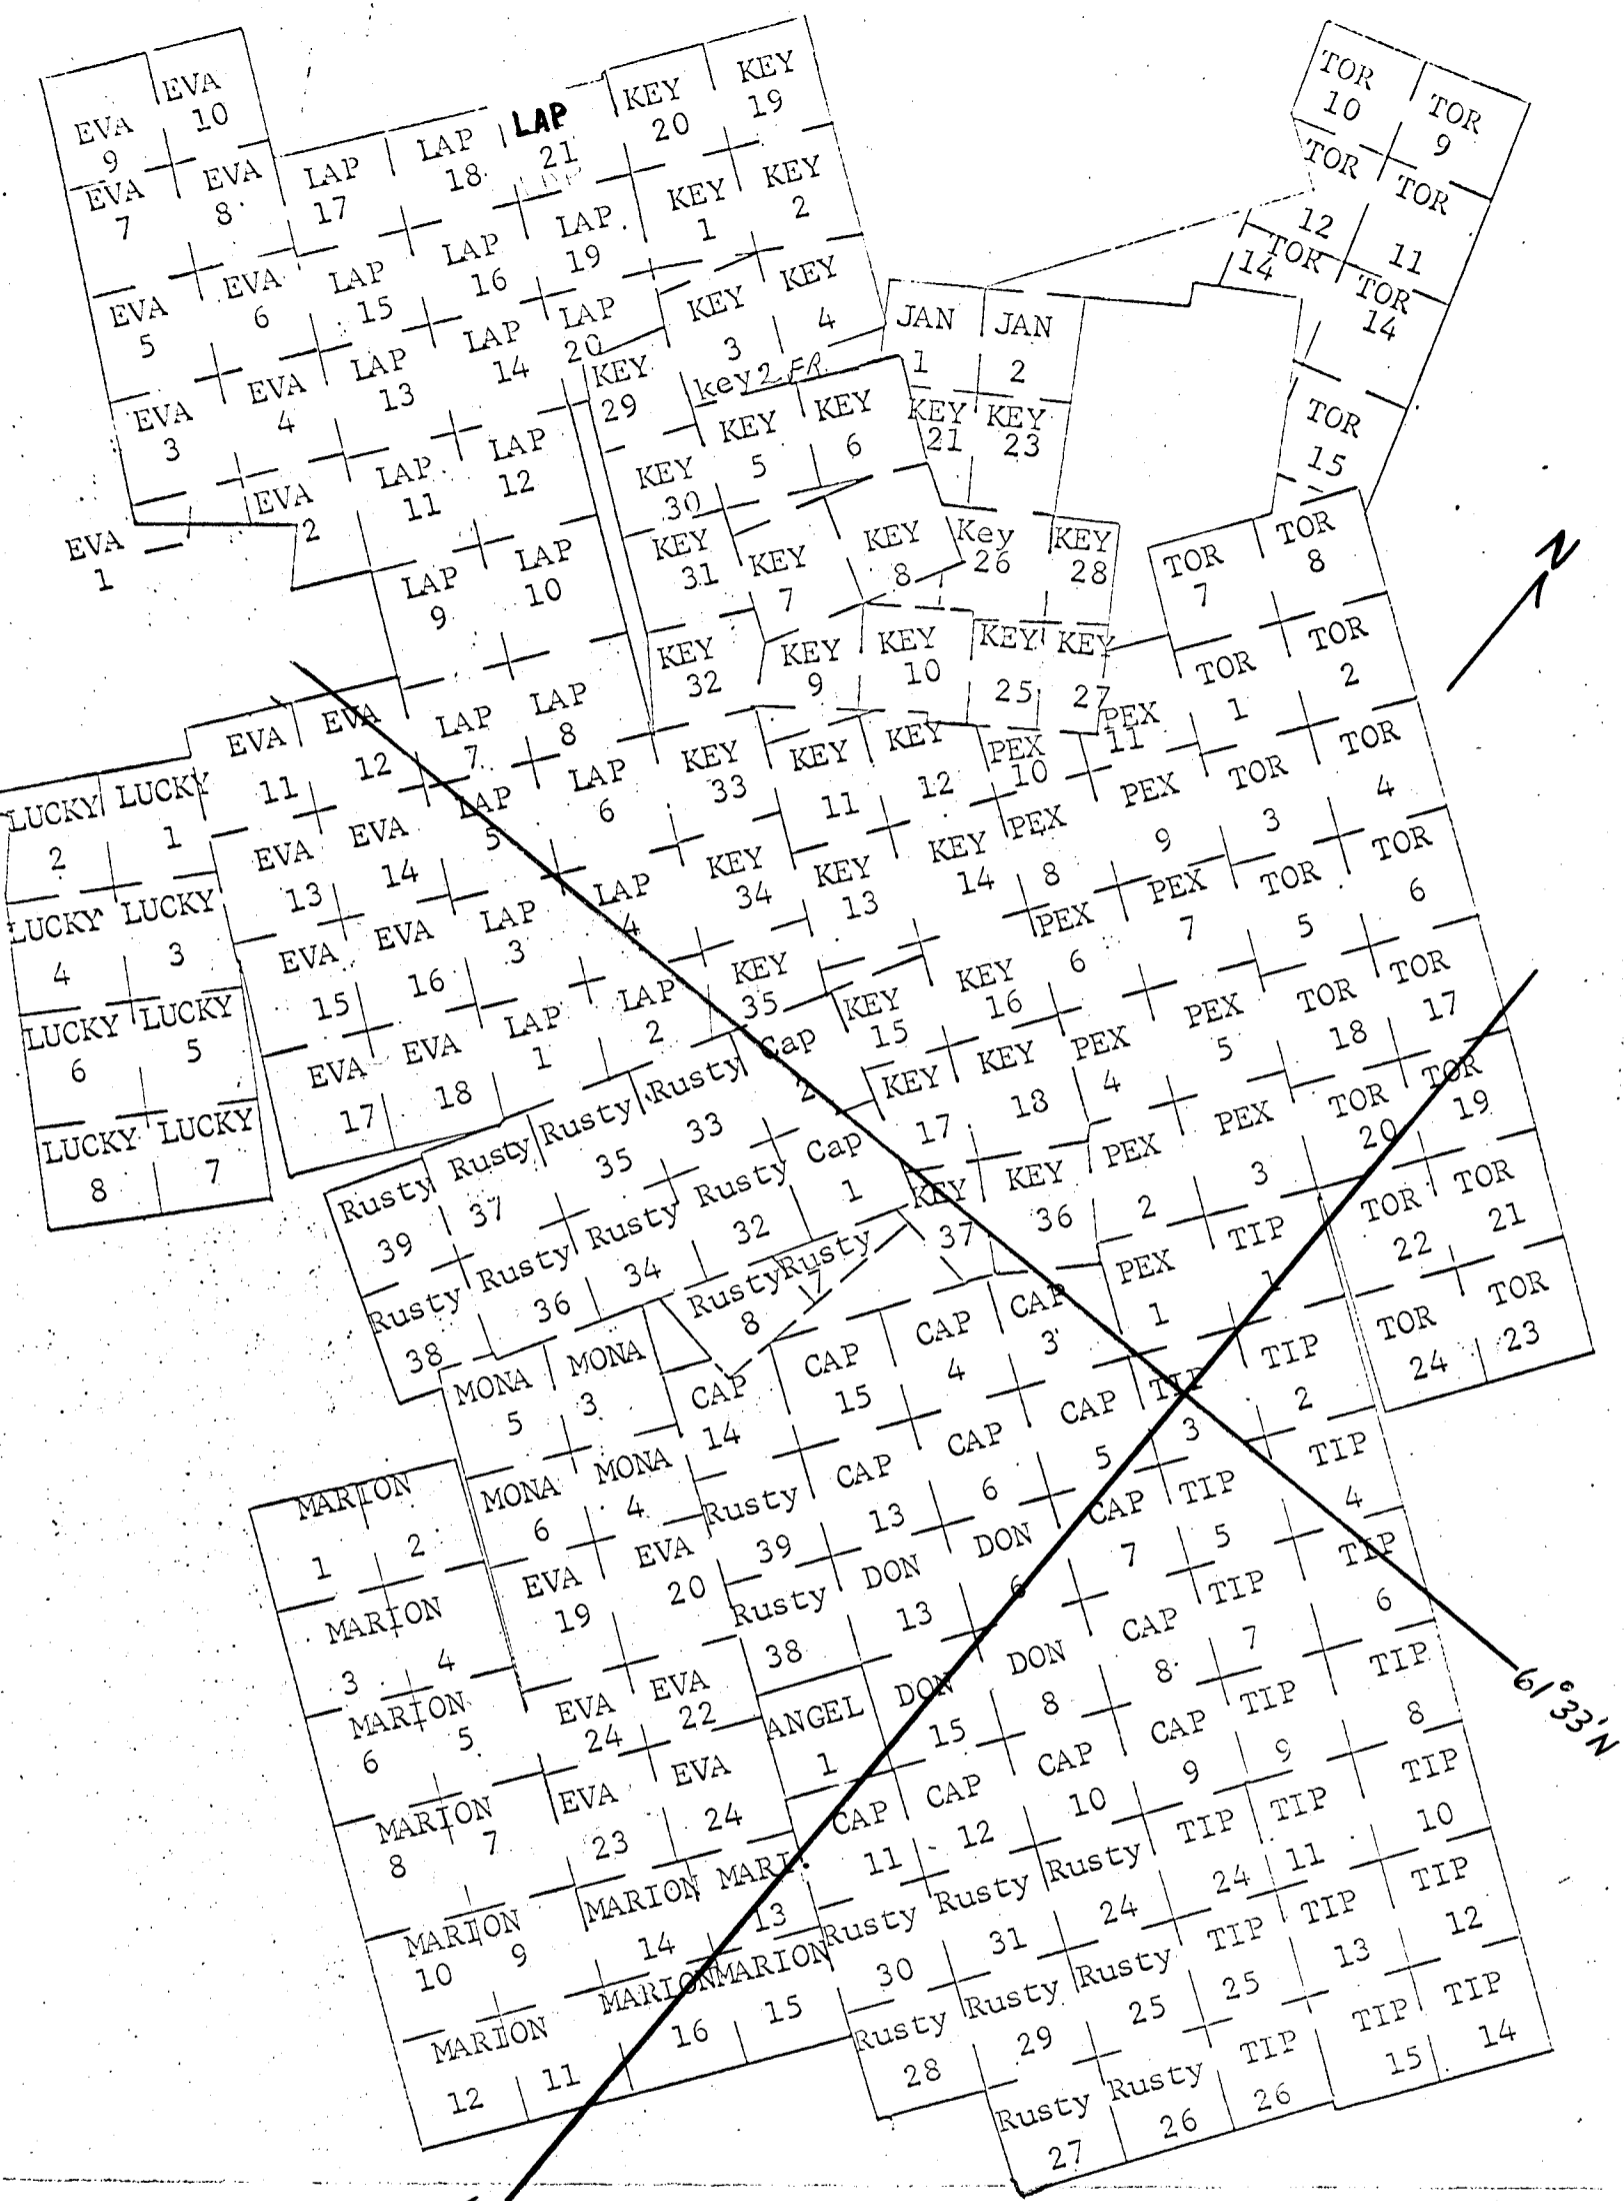 EVA 9
EVA 10
EVA 7
EVA 8
EVA 5
EVA 6
EVA 3
EVA 4
EVA 1
EVA 2
LAP 17
LAP 18
LAP 21
LAP 15
LAP 16
LAP 19
LAP 13
LAP 14
LAP 20
LAP 11
LAP 12
LAP 9
LAP 10
LAP 7
LAP 8
LAP 5
LAP 6
LAP 3
LAP 4
LAP 1
LAP 2
KEY 20
KEY 19
KEY 1
KEY 2
KEY 3
KEY 4
KEY 29
key2 FR.
KEY 30
KEY 5
KEY 6
KEY 31
KEY 7
KEY 8
KEY 32
KEY 9
KEY 10
JAN 1
JAN 2
KEY 21
KEY 23
Key 26
KEY 28
KEY 25
KEY 27
KEY 33
KEY 11
KEY 12
KEY 34
KEY 13
KEY 14
KEY 35
KEY 15
KEY 16
KEY 17
KEY 18
KEY 37
KEY 36
TOR 10
TOR 9
TOR 12
TOR 11
TOR 14
TOR 14
TOR 15
N
TOR 7
TOR 8
TOR 1
TOR 2
TOR 3
TOR 4
TOR 5
TOR 6
TOR 18
TOR 17
TOR 20
TOR 19
TOR 22
TOR 21
TOR 24
TOR 23
PEX 10
PEX 11
PEX 8
PEX 9
PEX 6
PEX 7
PEX 4
PEX 5
PEX 2
PEX 3
PEX 1
LUCKY 2
LUCKY 1
LUCKY 4
LUCKY 3
LUCKY 6
LUCKY 5
LUCKY 8
LUCKY 7
EVA 11
EVA 12
EVA 13
EVA 14
EVA 15
EVA 16
EVA 17
EVA 18
Rusty 39
Rusty 37
Rusty 35
Rusty 33
Cap 2
Rusty 38
Rusty 36
Rusty 34
Rusty 32
Cap 1
Rusty 8
Rusty 17
MONA 5
MONA 3
MONA 6
MONA 4
CAP 14
CAP 15
CAP 4
CAP 3
Rusty 39
CAP 13
CAP 6
CAP 5
TIP 1
TIP 3
TIP 2
EVA 19
EVA 20
Rusty 38
DON 13
DON 6
CAP 7
TIP 5
TIP 4
EVA 24
EVA 22
ANGEL 1
DON 15
DON 8
CAP 8
TIP 7
TIP 6
EVA 23
EVA 24
CAP 11
CAP 12
CAP 10
CAP 9
TIP 9
TIP 8
61°33'N
MARION
1 2
MARION
3 4
MARION
6 5
MARION
8 7
MARION
10 9
MARION
12 11
MARION 14
MARI. 13
MARION 16
MARION 15
Rusty 30
Rusty 31
Rusty 24
TIP 24
TIP 11
TIP 10
Rusty 28
Rusty 29
Rusty 25
TIP 25
TIP 13
TIP 12
Rusty 27
Rusty 26
TIP 26
TIP 15
TIP 14